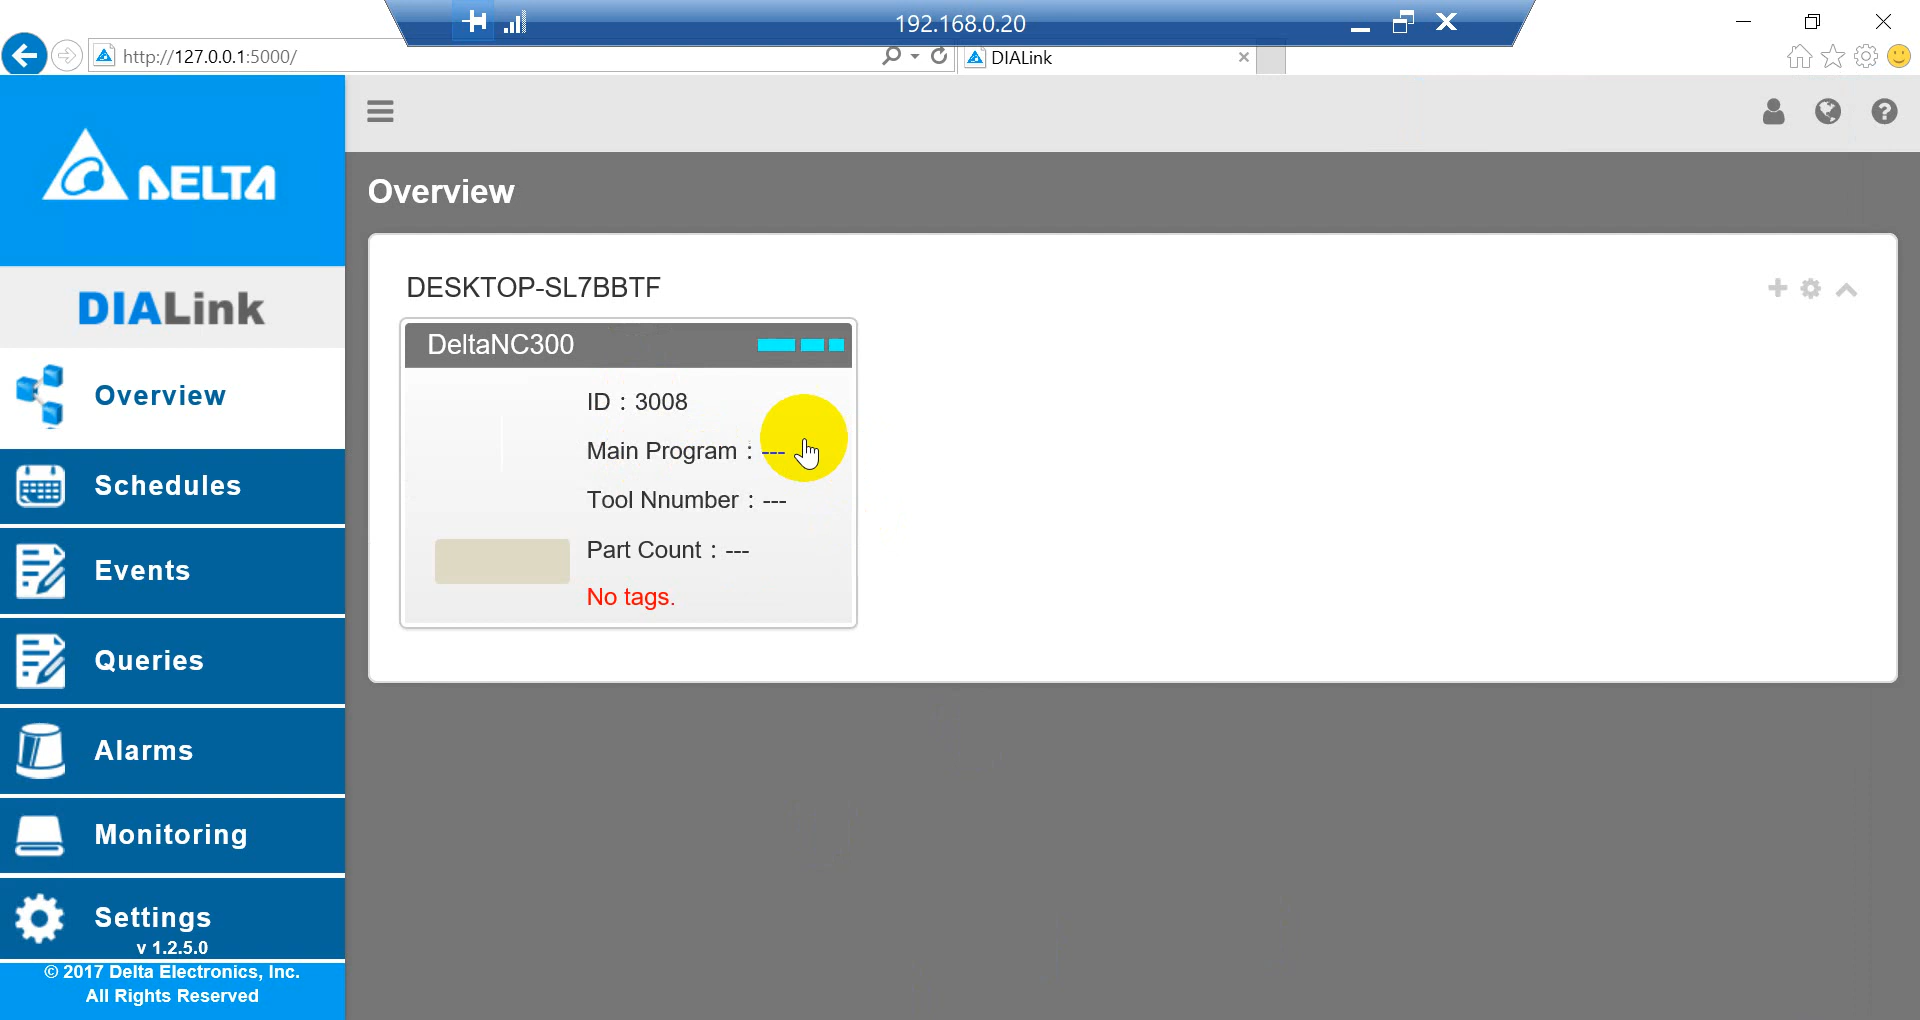 192.168.0.20
http://127.0.0.1:5000/
DIALink
DELTA
DIALink
Overview
Schedules
Events
Queries
Alarms
Monitoring
Settings
v 1.2.5.0
© 2017 Delta Electronics, Inc.
All Rights Reserved
Overview
DESKTOP-SL7BBTF
DeltaNC300
ID : 3008
Main Program : ---
Tool Nnumber : ---
Part Count : ---
No tags.